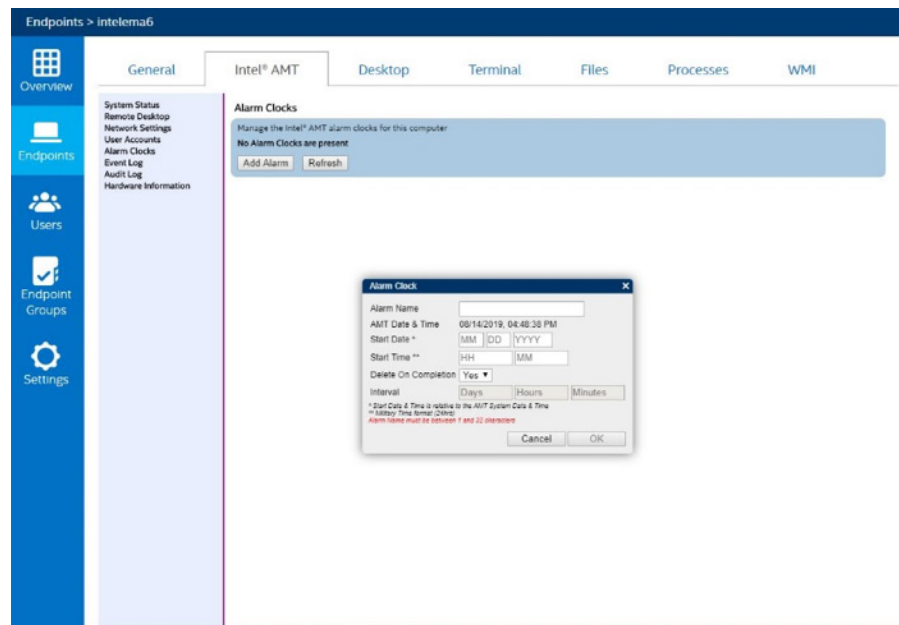 Endpoints > intelema6
Overview
Endpoints
Users
Endpoint
Groups
Settings
General
Intel® AMT
Desktop
Terminal
Files
Processes
WMI
System Status
Remote Desktop
Network Settings
User Accounts
Alarm Clocks
Event Log
Audit Log
Hardware Information
Alarm Clocks
Manage the Intel® AMT alarm clocks for this computer
No Alarm Clocks are present
Add Alarm Refresh
Alarm Clock x
Alarm Name
AMT Date & Time 08/14/2019, 04:48:38 PM
Start Date * MM DD YYYY
Start Time ** HH MM
Delete On Completion Yes ▼
Interval Days Hours Minutes
* Start Date & Time is relative to the AMT System Date & Time
** Military Time format (24hrs)
Alarm Name must be between 1 and 32 characters
Cancel OK